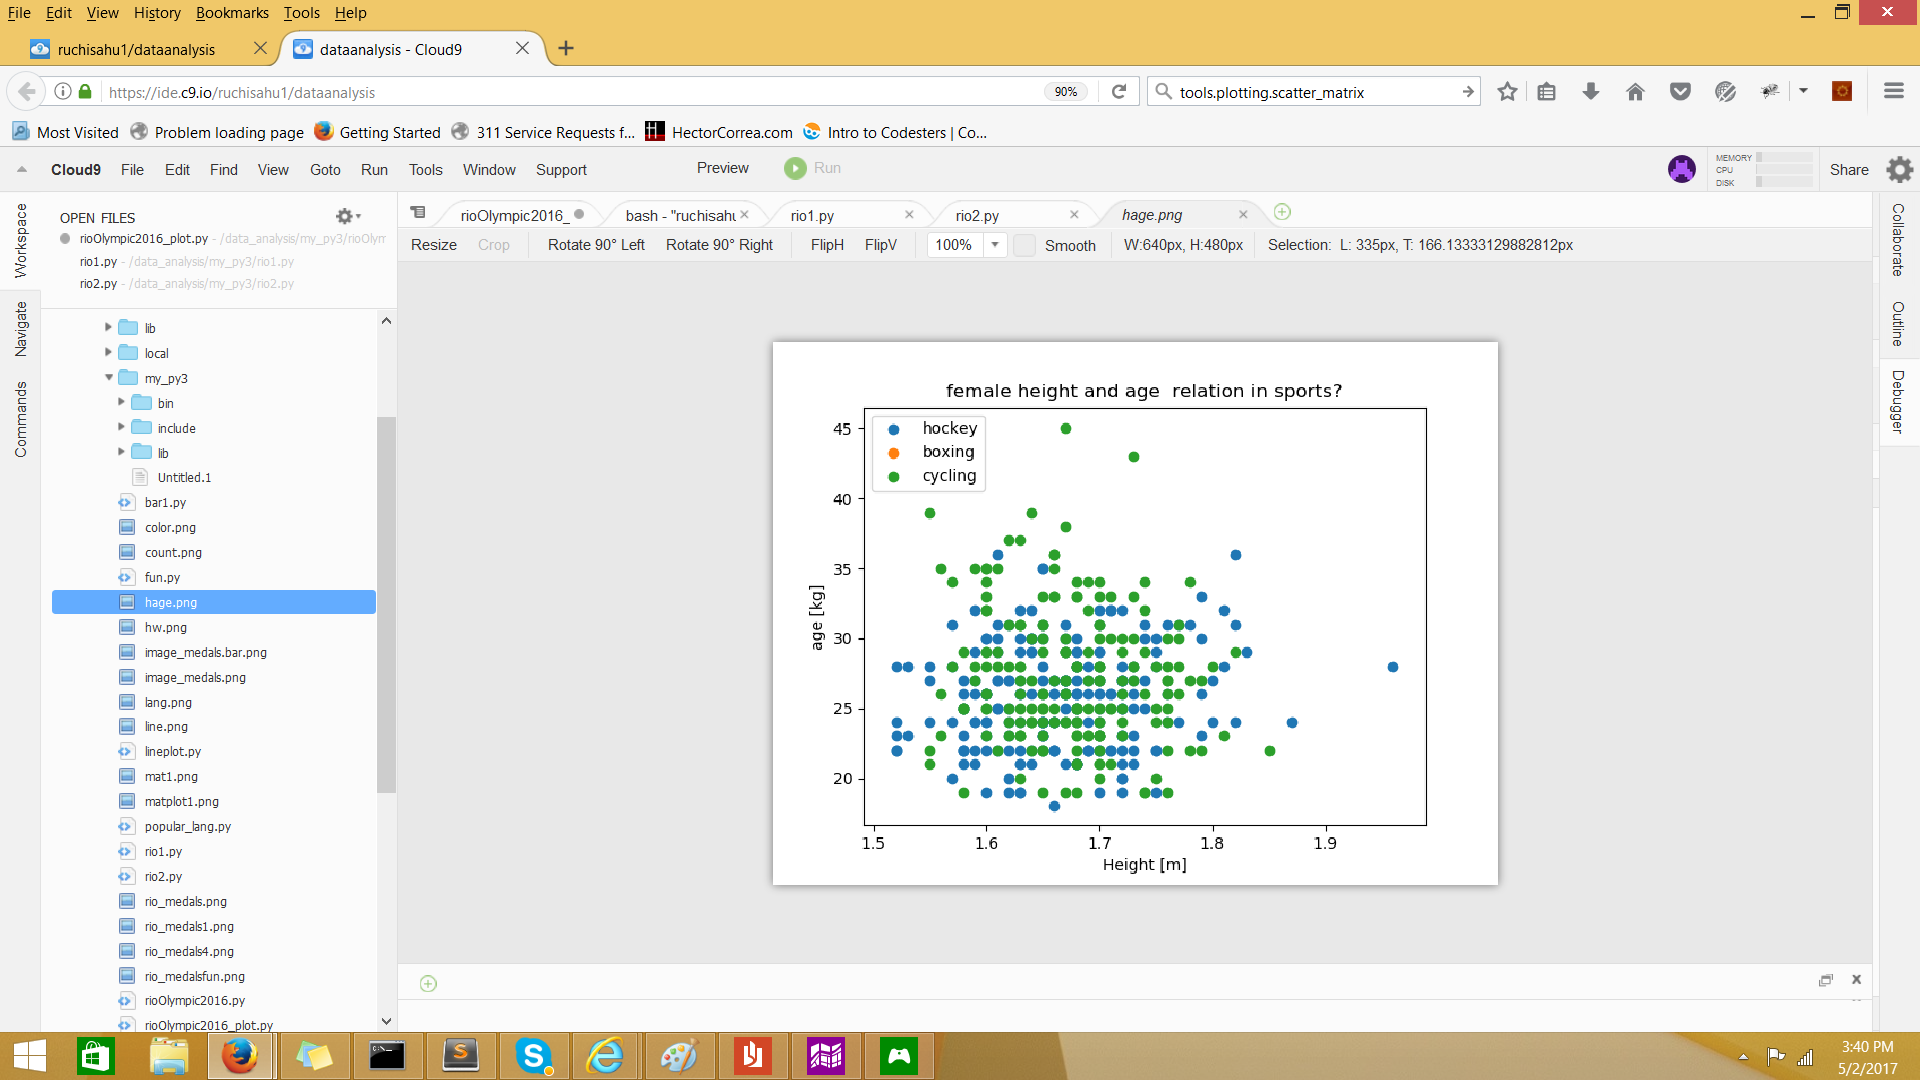 File Edit View History Bookmarks Tools Help
ruchisahu1/dataanalysis
dataanalysis - Cloud9
https://ide.c9.io/ruchisahu1/dataanalysis 90% tools.plotting.scatter_matrix
Most Visited Problem loading page Getting Started 311 Service Requests f... HectorCorrea.com Intro to Codesters | Co...
Cloud9 File Edit Find View Goto Run Tools Window Support Preview Run MEMORY CPU DISK Share
OPEN FILES
rioOlympic2016_plot.py - /data_analysis/my_py3/rioOlym
rio1.py - /data_analysis/my_py3/rio1.py
rio2.py - /data_analysis/my_py3/rio2.py
Workspace
Navigate
Commands
lib
local
my_py3
bin
include
lib
Untitled.1
bar1.py
color.png
count.png
fun.py
hage.png
hw.png
image_medals.bar.png
image_medals.png
lang.png
line.png
lineplot.py
mat1.png
matplot1.png
popular_lang.py
rio1.py
rio2.py
rio_medals.png
rio_medals1.png
rio_medals4.png
rio_medalsfun.png
rioOlympic2016.py
rioOlympic2016_plot.py
rioOlympic2016_ bash - "ruchisahu rio1.py rio2.py hage.png
Resize Crop Rotate 90° Left Rotate 90° Right FlipH FlipV 100% Smooth W:640px, H:480px Selection: L: 335px, T: 166.13333129882812px
female height and age relation in sports?
hockey
boxing
cycling
age [kg]
45
40
35
30
25
20
1.5 1.6 1.7 1.8 1.9
Height [m]
Collaborate
Outline
Debugger
3:40 PM
5/2/2017